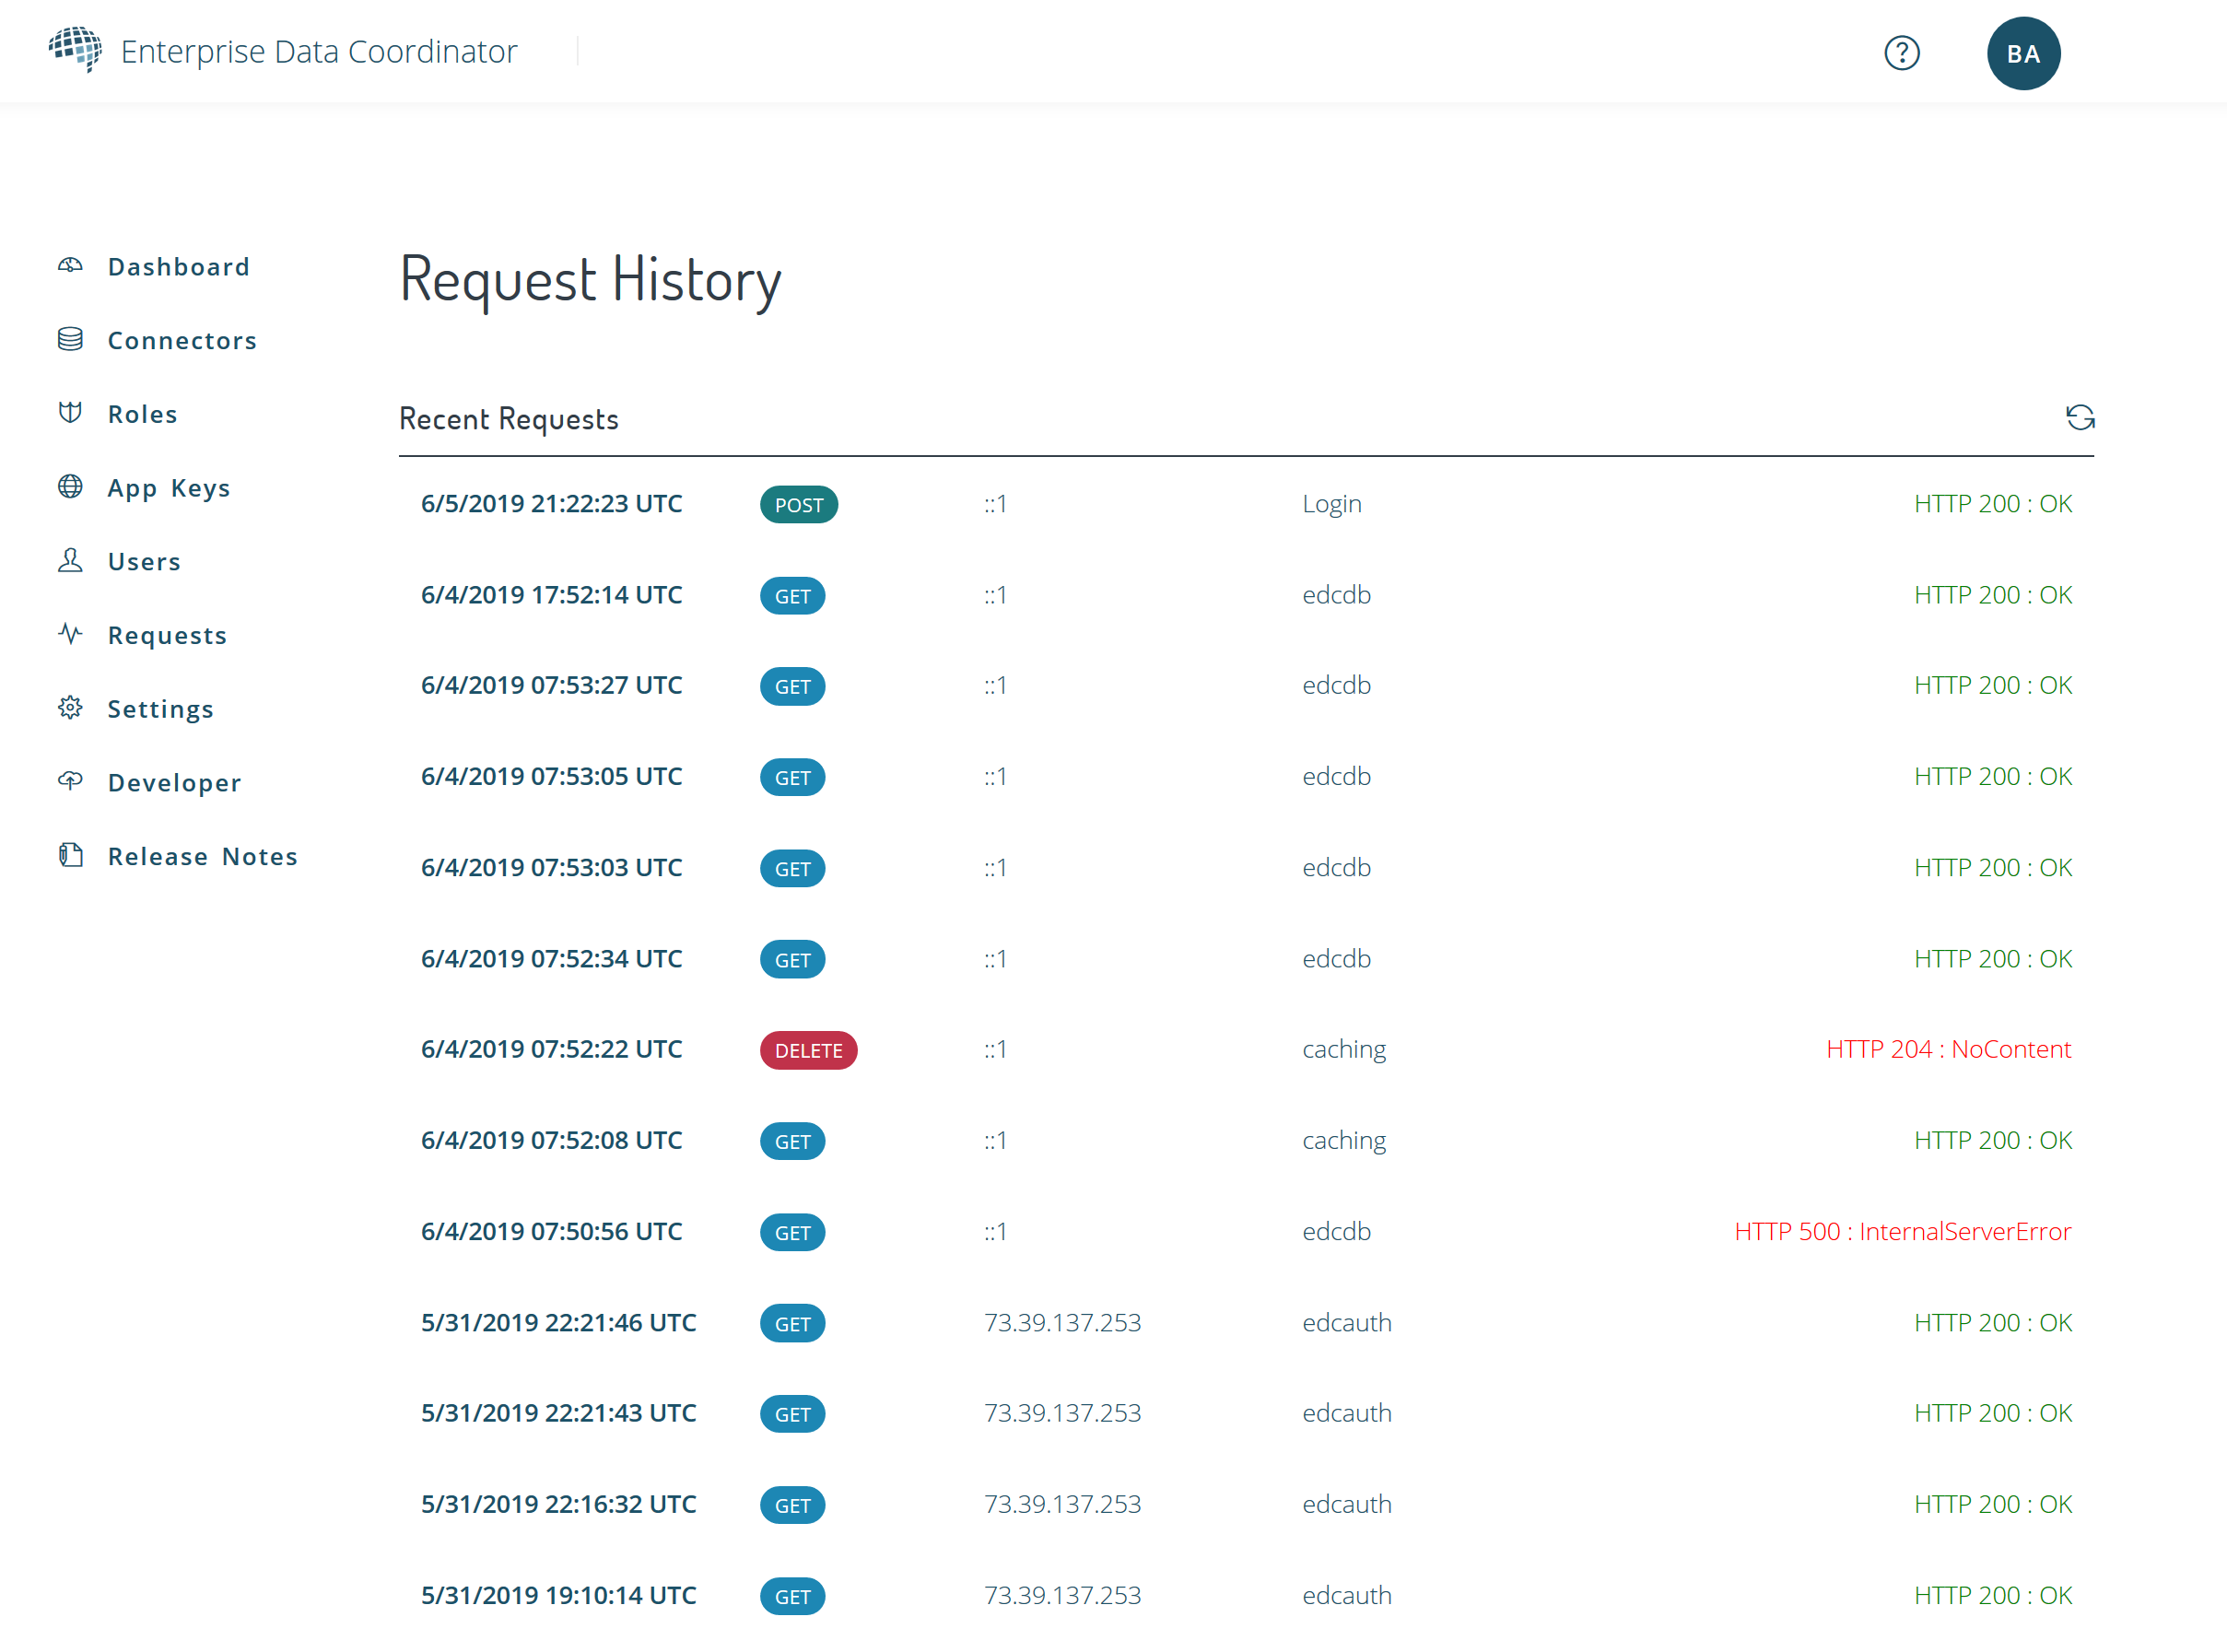 Enterprise Data Coordinator
BA
Dashboard
Connectors
Roles
App Keys
Users
Requests
Settings
Developer
Release Notes
Request History
Recent Requests
6/5/2019 21:22:23 UTC POST ::1 Login HTTP 200 : OK
6/4/2019 17:52:14 UTC GET ::1 edcdb HTTP 200 : OK
6/4/2019 07:53:27 UTC GET ::1 edcdb HTTP 200 : OK
6/4/2019 07:53:05 UTC GET ::1 edcdb HTTP 200 : OK
6/4/2019 07:53:03 UTC GET ::1 edcdb HTTP 200 : OK
6/4/2019 07:52:34 UTC GET ::1 edcdb HTTP 200 : OK
6/4/2019 07:52:22 UTC DELETE ::1 caching HTTP 204 : NoContent
6/4/2019 07:52:08 UTC GET ::1 caching HTTP 200 : OK
6/4/2019 07:50:56 UTC GET ::1 edcdb HTTP 500 : InternalServerError
5/31/2019 22:21:46 UTC GET 73.39.137.253 edcauth HTTP 200 : OK
5/31/2019 22:21:43 UTC GET 73.39.137.253 edcauth HTTP 200 : OK
5/31/2019 22:16:32 UTC GET 73.39.137.253 edcauth HTTP 200 : OK
5/31/2019 19:10:14 UTC GET 73.39.137.253 edcauth HTTP 200 : OK